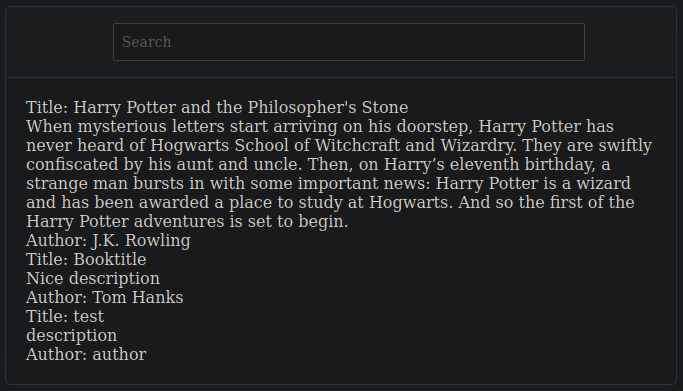 Search
Title: Harry Potter and the Philosopher's Stone
When mysterious letters start arriving on his doorstep, Harry Potter has
never heard of Hogwarts School of Witchcraft and Wizardry. They are swiftly
confiscated by his aunt and uncle. Then, on Harry’s eleventh birthday, a
strange man bursts in with some important news: Harry Potter is a wizard
and has been awarded a place to study at Hogwarts. And so the first of the
Harry Potter adventures is set to begin.
Author: J.K. Rowling
Title: Booktitle
Nice description
Author: Tom Hanks
Title: test
description
Author: author